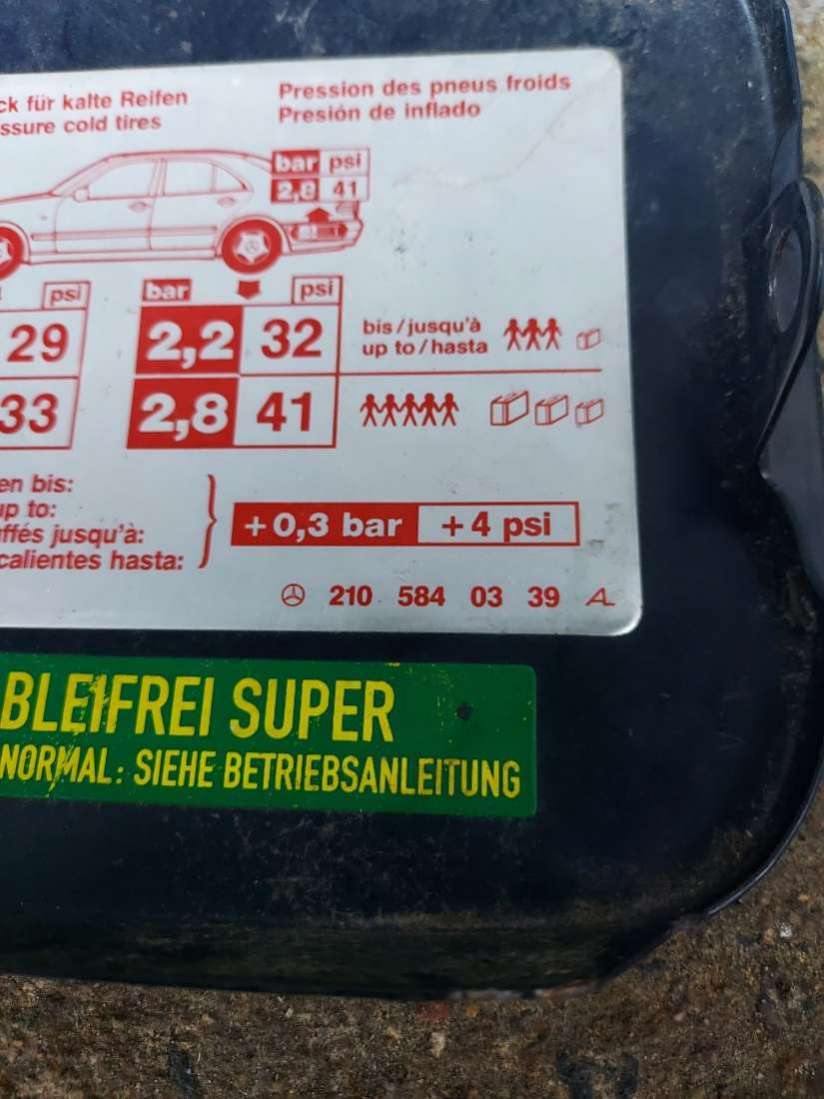 ck für kalte Reifen
ssure cold tires
Pression des pneus froids
Presión de inflado
bar psi
2,8 41
psi bar psi
29 2,2 32 bis/jusqu'à
up to/hasta
33 2,8 41
en bis:
up to:
ffés jusqu'à:
calientes hasta:
+0,3 bar +4 psi
210 584 03 39 A
BLEIFREI SUPER
NORMAL: SIEHE BETRIEBSANLEITUNG